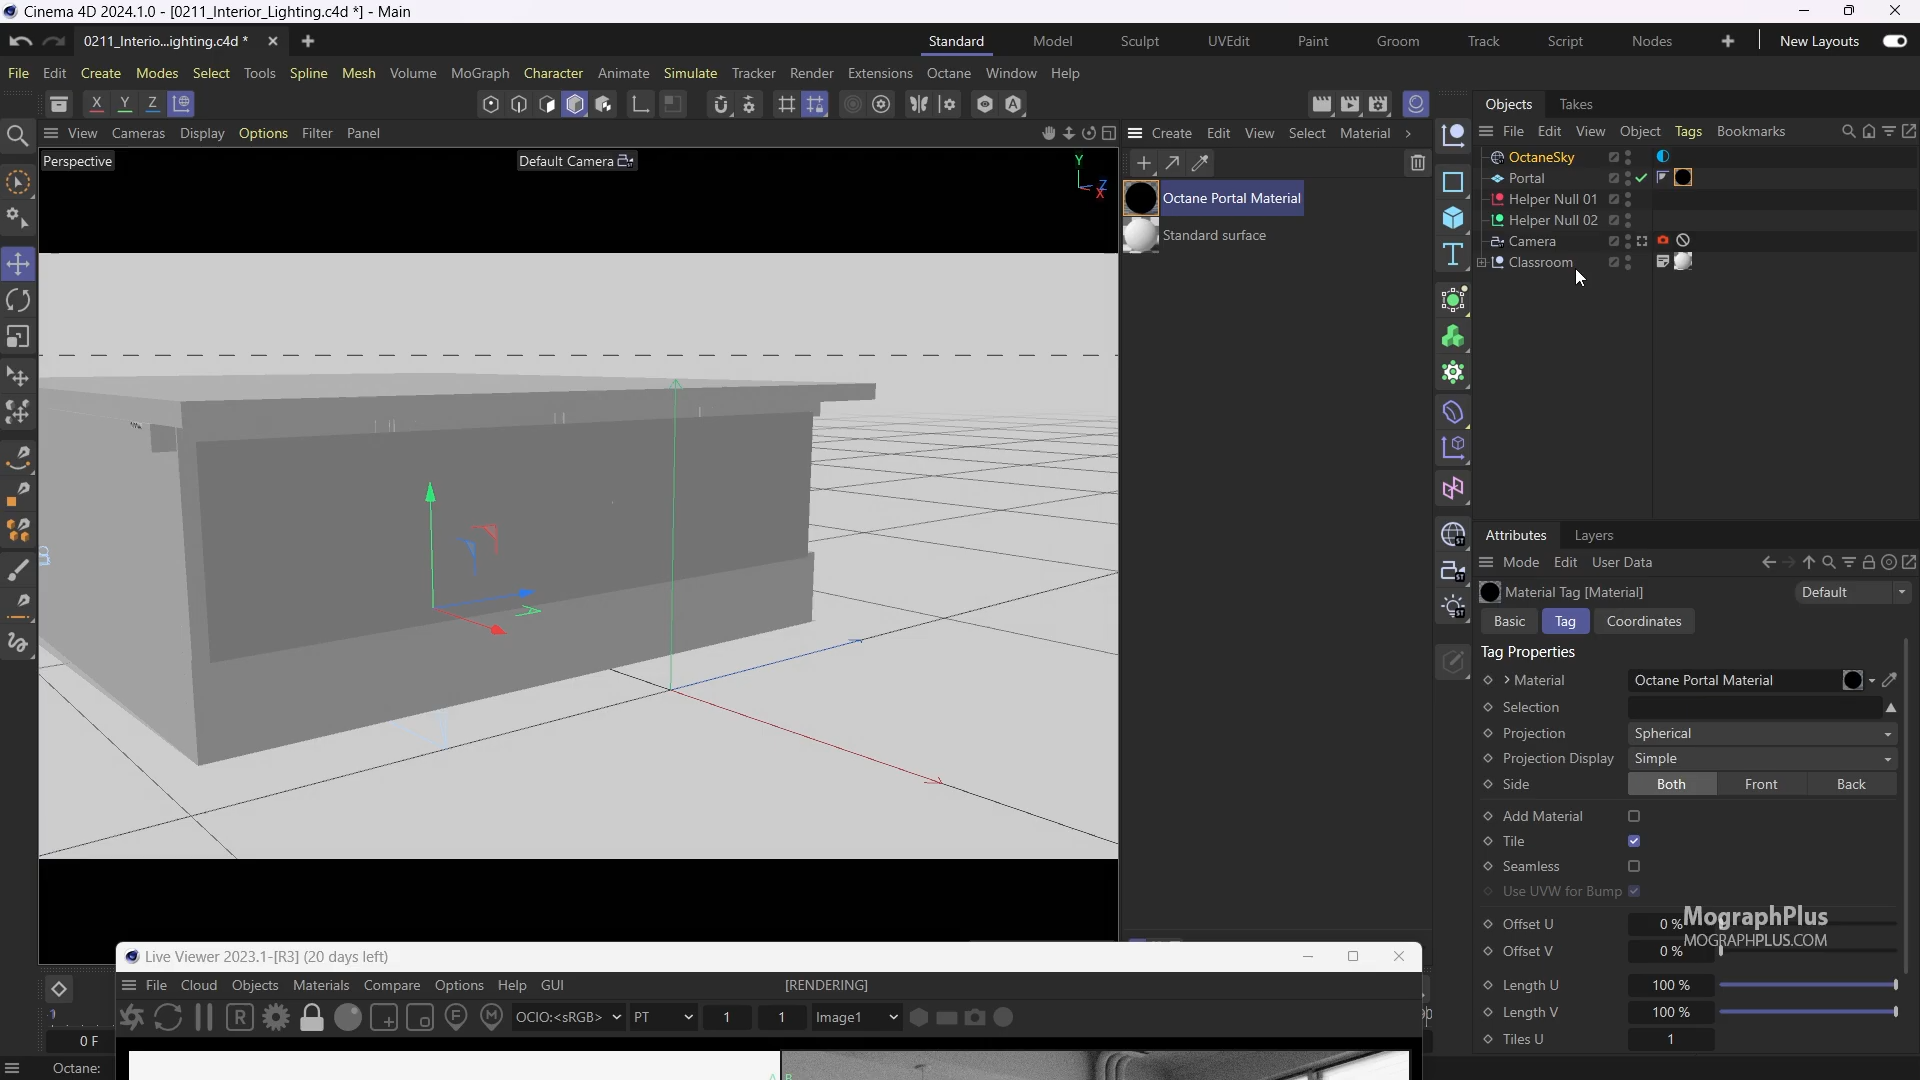 Cinema 4D 2024.1.0 - [0211_Interior_Lighting.c4d *] - Main
0211_Interio...ighting.c4d *
Standard
Model
Sculpt
UVEdit
Paint
Groom
Track
Script
Nodes
New Layouts
File Edit Create Modes Select Tools Spline Mesh Volume MoGraph Character Animate Simulate Tracker Render Extensions Octane Window Help
X Y Z
View Cameras Display Options Filter Panel
Perspective
Default Camera
Y
Z
X
Create Edit View Select Material
Octane Portal Material
Standard surface
Objects Takes
File Edit View Object Tags Bookmarks
OctaneSky
Portal
Helper Null 01
Helper Null 02
Camera
Classroom
Attributes Layers
Mode Edit User Data
Material Tag [Material]
Default
Basic Tag Coordinates
Tag Properties
Material Octane Portal Material
Selection
Projection Spherical
Projection Display Simple
Side Both Front Back
Add Material
Tile
Seamless
Use UVW for Bump
Offset U 0 %
Offset V 0 %
Length U 100 %
Length V 100 %
Tiles U 1
MographPlus
MOGRAPHPLUS.COM
Live Viewer 2023.1-[R3] (20 days left)
File Cloud Objects Materials Compare Options Help GUI [RENDERING]
R F M OCIO:<sRGB> PT 1 1 Image1
0 F
Octane:
A B